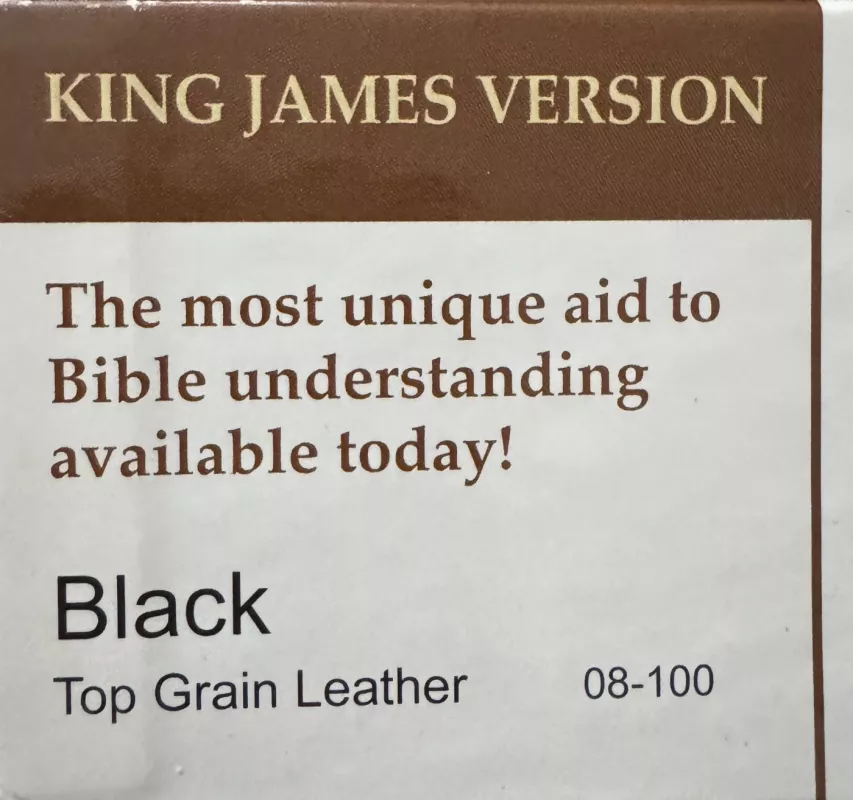 KING JAMES VERSION
The most unique aid to
Bible understanding
available today!
Black
Top Grain Leather 08-100